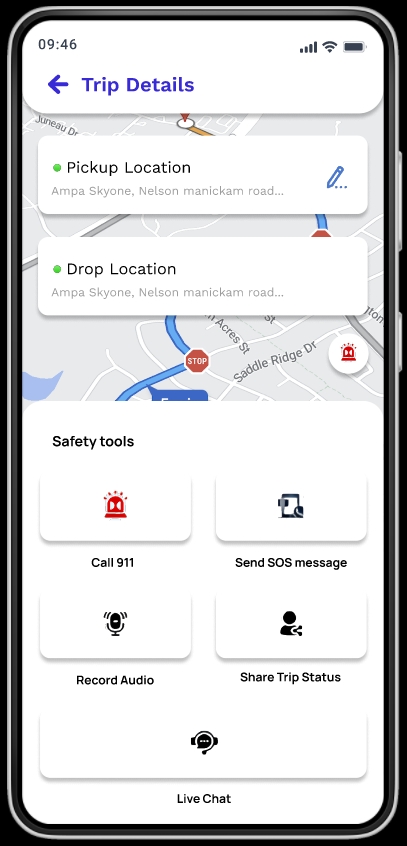 09:46
Trip Details
Juneau Dr
Pickup Location
Ampa Skyone, Nelson manickam road...
Drop Location
Ampa Skyone, Nelson manickam road...
Acres St
St
STOP
Saddle Ridge Dr
Safety tools
Call 911
Send SOS message
Record Audio
Share Trip Status
Live Chat